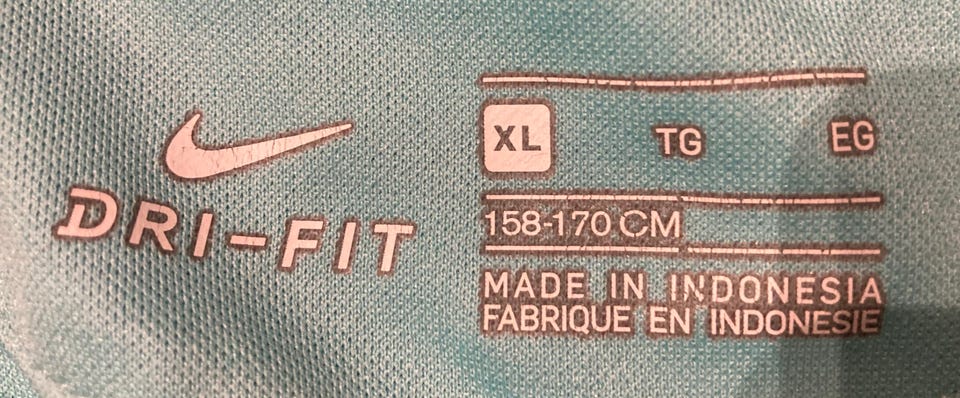 DRI-FIT
XL TG EG
158-170 CM
MADE IN INDONESIA
FABRIQUE EN INDONESIE